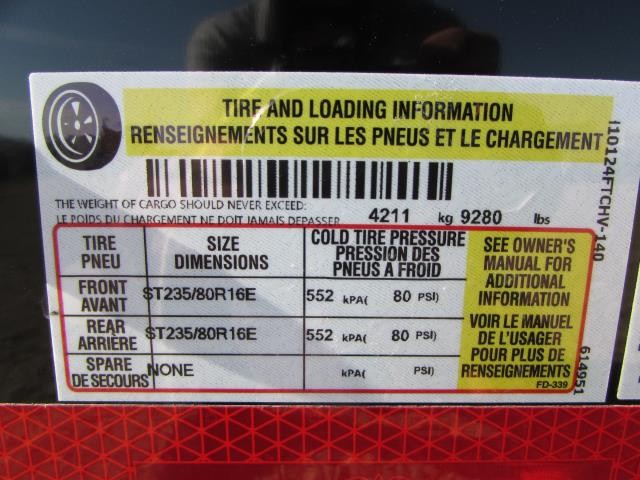 TIRE AND LOADING INFORMATION
RENSEIGNEMENTS SUR LES PNEUS ET LE CHARGEMENT
THE WEIGHT OF CARGO SHOULD NEVER EXCEED:
LE POIDS DU CHARGEMENT NE DOIT JAMAIS DEPASSER 4211 kg 9280 lbs
TIRE
PNEU
SIZE
DIMENSIONS
COLD TIRE PRESSURE
PRESSION DES
PNEUS A FROID
FRONT
AVANT
ST235/80R16E
552 kPA( 80 PSI)
REAR
ARRIÈRE
ST235/80R16E
552 kPA( 80 PSI)
SPARE
DE SECOURS
NONE
kPA( PSI)
SEE OWNER'S
MANUAL FOR
ADDITIONAL
INFORMATION
VOIR LE MANUEL
DE L'USAGER
POUR PLUS DE
RENSEIGNEMENTS
FD-339
I10124FTCHV-140
614951